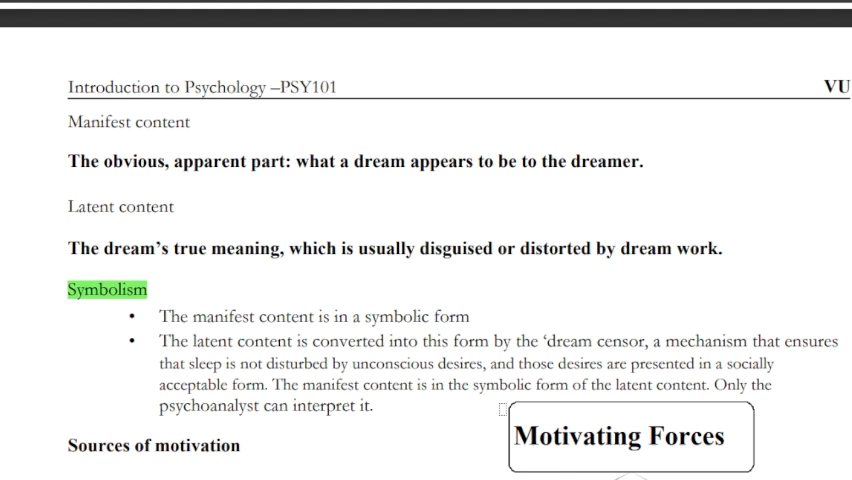 Introduction to Psychology –PSY101 VU
Manifest content
The obvious, apparent part: what a dream appears to be to the dreamer.
Latent content
The dream’s true meaning, which is usually disguised or distorted by dream work.
Symbolism
• The manifest content is in a symbolic form
• The latent content is converted into this form by the ‘dream censor, a mechanism that ensures
that sleep is not disturbed by unconscious desires, and those desires are presented in a socially
acceptable form. The manifest content is in the symbolic form of the latent content. Only the
psychoanalyst can interpret it.
Motivating Forces
Sources of motivation